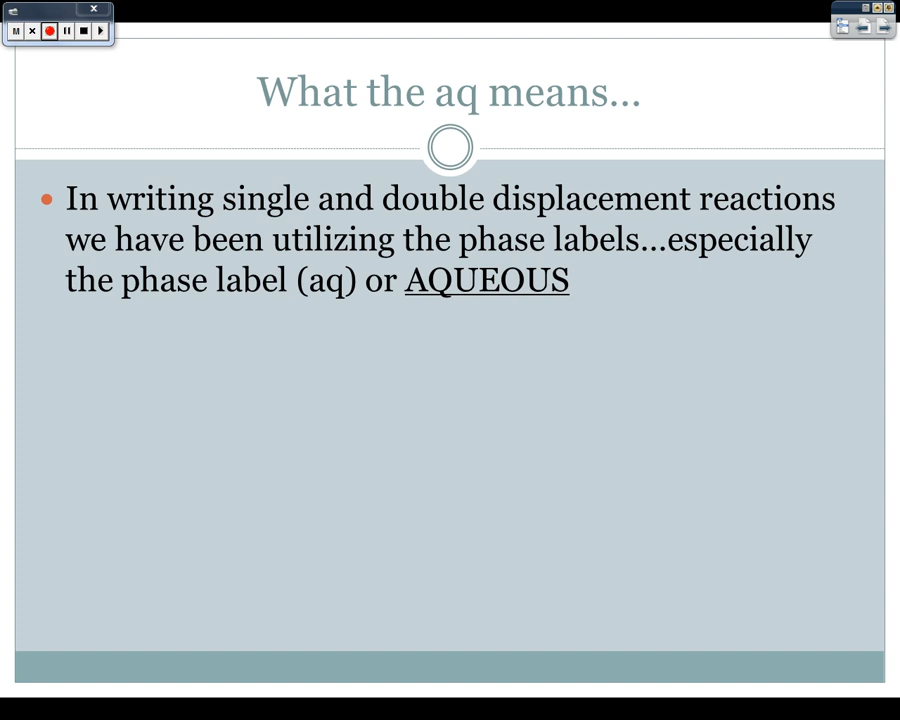 M
What the aq means...
In writing single and double displacement reactions
we have been utilizing the phase labels...especially
the phase label (aq) or AQUEOUS